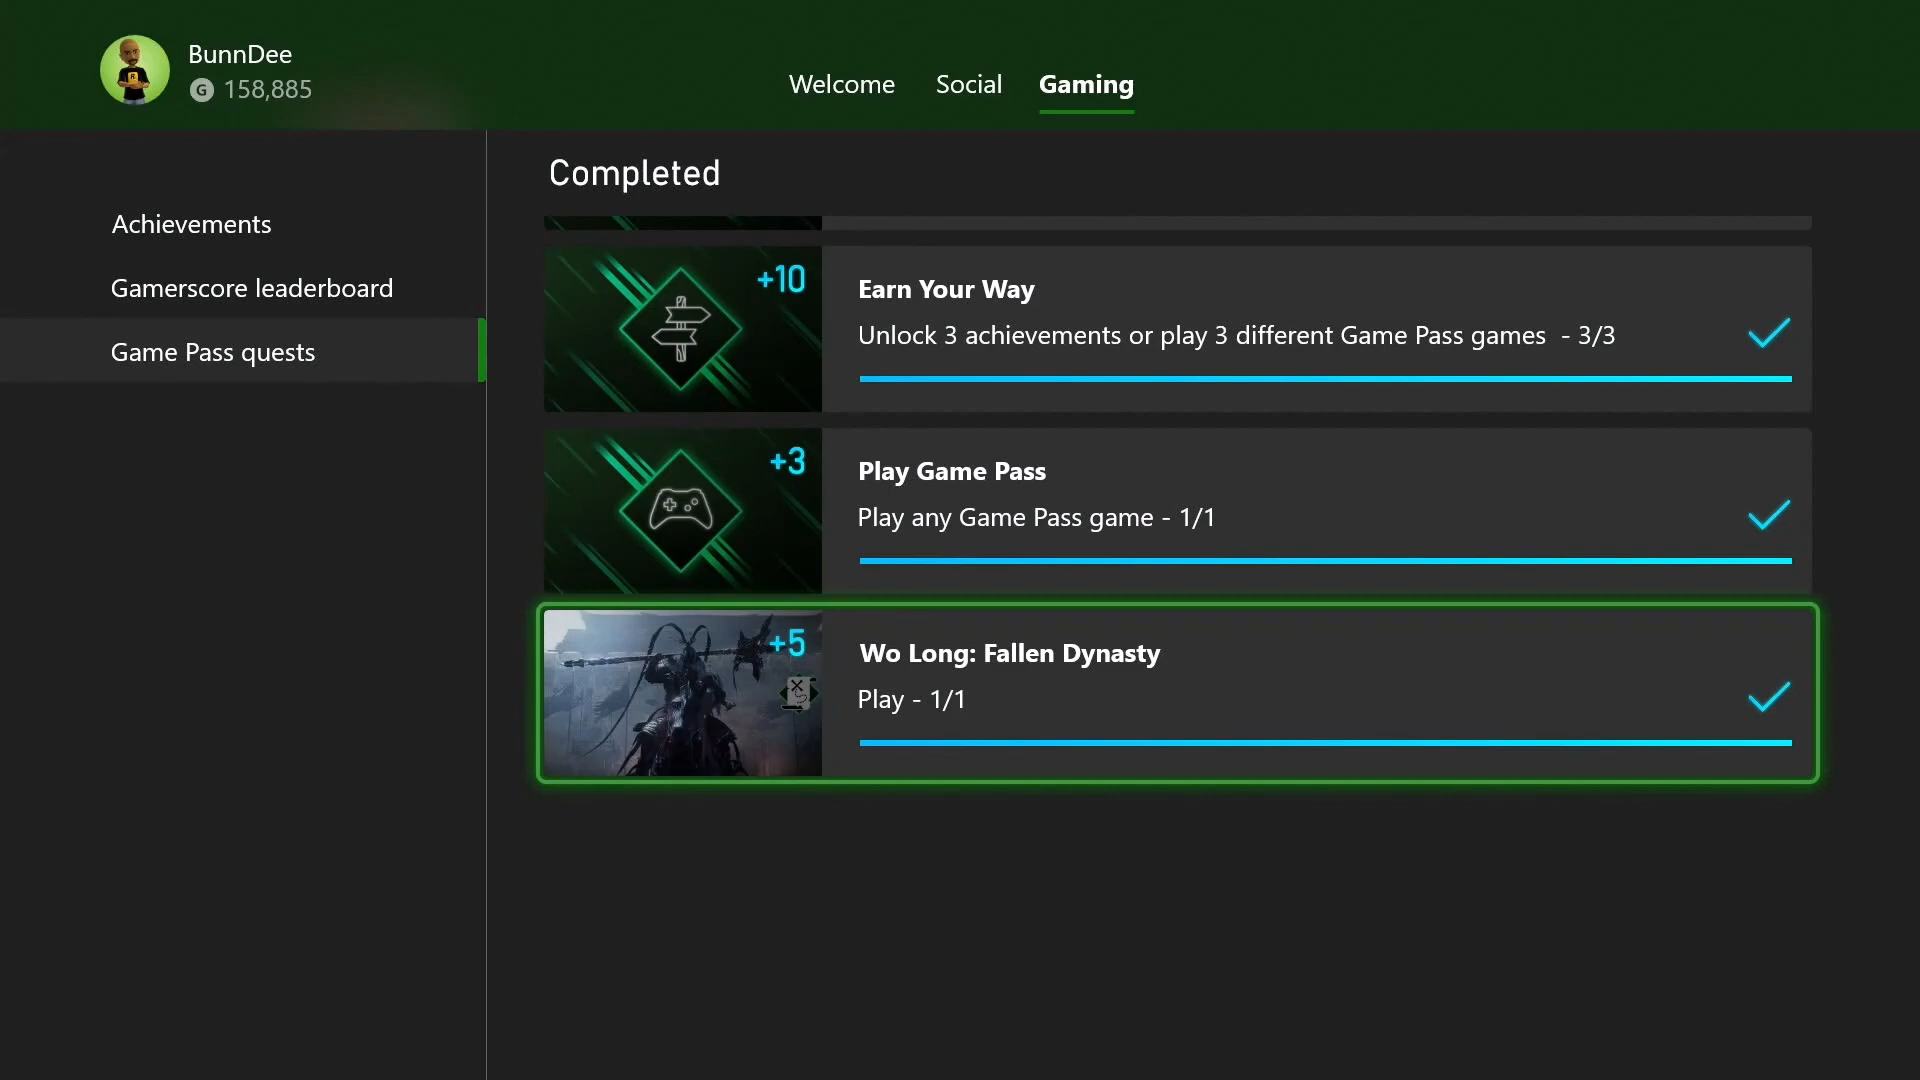 BunnDee
G 158,885
Welcome Social Gaming
Achievements
Gamerscore leaderboard
Game Pass quests
Completed
+10
Earn Your Way
Unlock 3 achievements or play 3 different Game Pass games - 3/3
+3
Play Game Pass
Play any Game Pass game - 1/1
+5
Wo Long: Fallen Dynasty
Play - 1/1